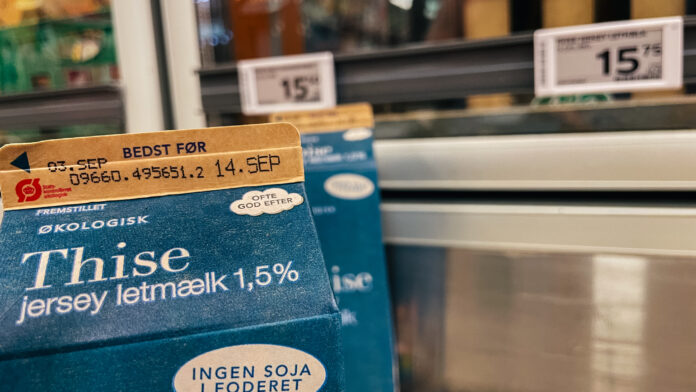 BEDST FØR
03.SEP
09660.495651.2 14.SEP
FREMSTILLET
ØKOLOGISK
OFTE
GOD EFTER
Thise
jersey letmælk 1,5%
INGEN SOJA
I FODERET
15
15 75